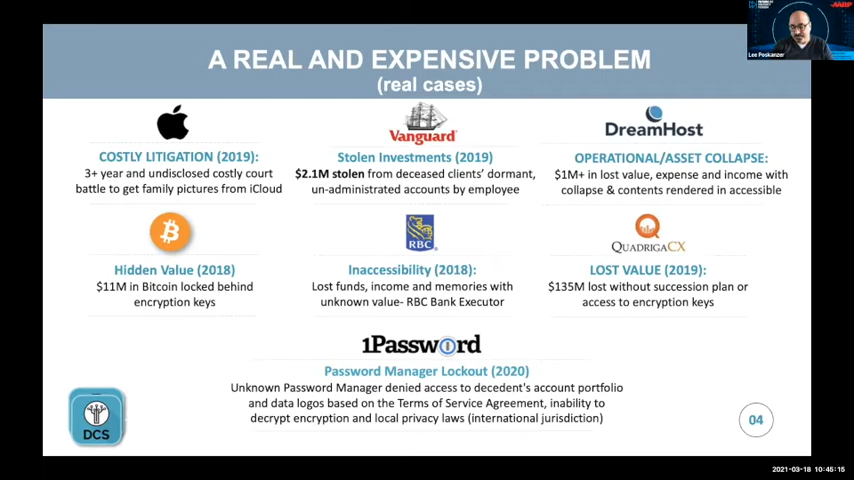 A REAL AND EXPENSIVE PROBLEM
(real cases)
AARP
Lee Poskanzer
COSTLY LITIGATION (2019):
3+ year and undisclosed costly court
battle to get family pictures from iCloud
Vanguard
Stolen Investments (2019)
$2.1M stolen from deceased clients' dormant,
un-administrated accounts by employee
DreamHost
OPERATIONAL/ASSET COLLAPSE:
$1M+ in lost value, expense and income with
collapse & contents rendered in accessible
Hidden Value (2018)
$11M in Bitcoin locked behind
encryption keys
RBC
Inaccessibility (2018):
Lost funds, income and memories with
unknown value- RBC Bank Executor
QUADRIGACX
LOST VALUE (2019):
$135M lost without succession plan or
access to encryption keys
1Password
Password Manager Lockout (2020)
Unknown Password Manager denied access to decedent's account portfolio
and data logos based on the Terms of Service Agreement, inability to
decrypt encryption and local privacy laws (international jurisdiction)
DCS
04
2021-03-18 10:45:15